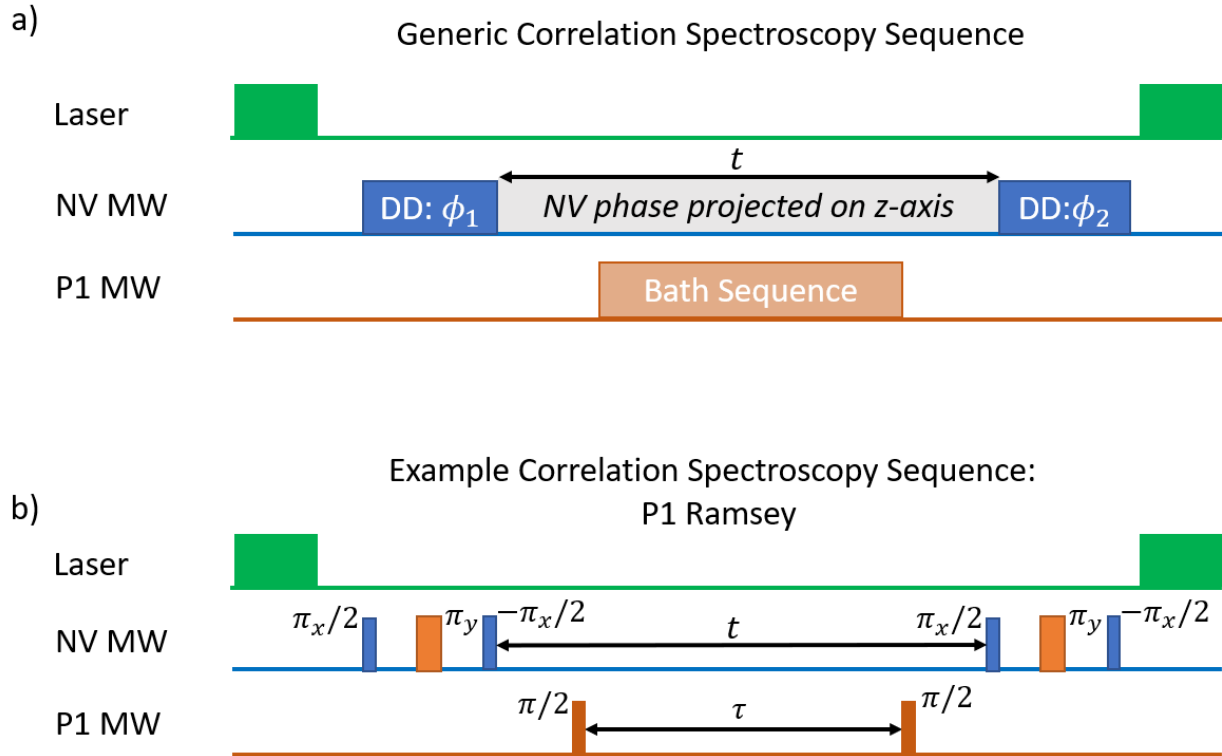 a)
Generic Correlation Spectroscopy Sequence
Laser
t
NV MW
DD: ϕ₁
NV phase projected on z-axis
DD:ϕ₂
P1 MW
Bath Sequence
Example Correlation Spectroscopy Sequence:
b)
P1 Ramsey
Laser
πₓ/2
π_y
−πₓ/2
t
πₓ/2
π_y
−πₓ/2
NV MW
π/2
τ
π/2
P1 MW